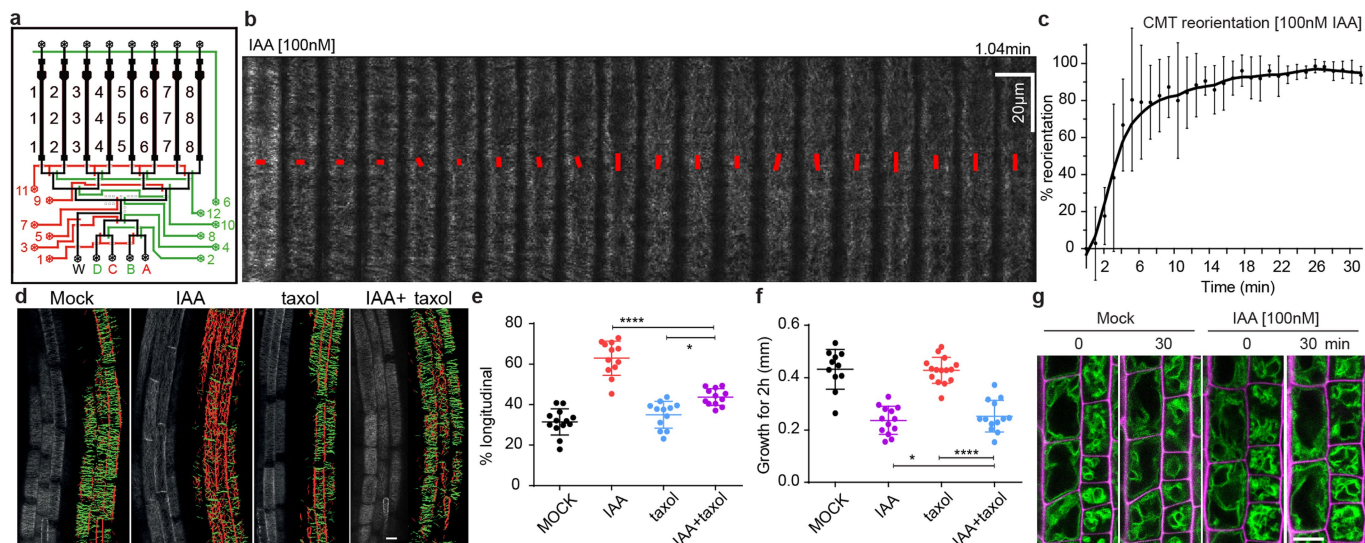 a
1 2 3 4 5 6 7 8
1 2 3 4 5 6 7 8
1 2 3 4 5 6 7 8
11
9
7
5
3
1
6
12
10
8
4
2
W D C B A
b
IAA [100nM]
1.04min
20µm
c
CMT reorientation [100nM IAA]
% reorientation
100
80
60
40
20
0
2 6 10 14 18 22 26 30
Time (min)
d
Mock IAA taxol IAA+ taxol
e
% longitudinal
80
60
40
20
0
****
*
MOCK IAA taxol IAA+taxol
f
Growth for 2h (mm)
0.6
0.4
0.2
0.0
* ****
MOCK IAA taxol IAA+taxol
g
Mock IAA [100nM]
0 30 0 30 min